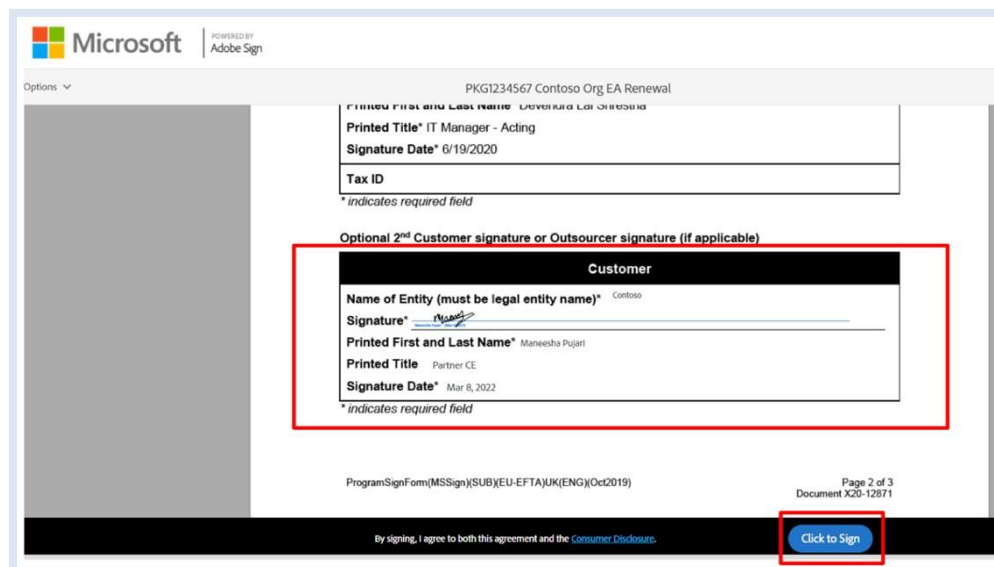 Microsoft
POWERED BY
Adobe Sign
Options
PKG1234567 Contoso Org EA Renewal
Printed First and Last Name* Devendra Lal Shrestha
Printed Title* IT Manager - Acting
Signature Date* 6/19/2020
Tax ID
* indicates required field
Optional 2nd Customer signature or Outsourcer signature (if applicable)
Customer
Name of Entity (must be legal entity name)* Contoso
Signature*
Printed First and Last Name* Maneesha Pujari
Printed Title Partner CE
Signature Date* Mar 8, 2022
* indicates required field
ProgramSignForm(MSSign)(SUB)(EU-EFTA)UK(ENG)(Oct2019)
Page 2 of 3
Document X20-12871
By signing, I agree to both this agreement and the Consumer Disclosure.
Click to Sign